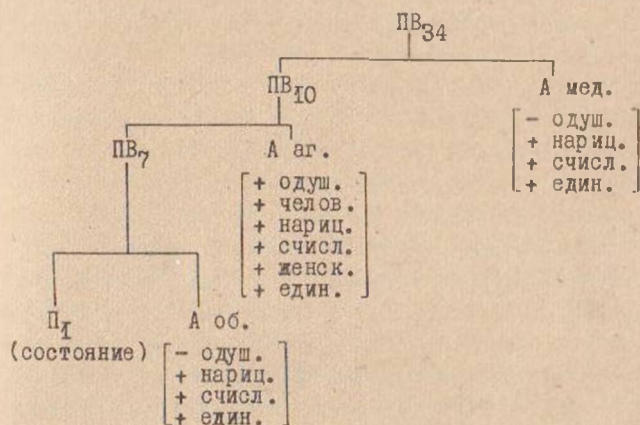 ПВ34
ПВ10
А мед.
[- одуш.
+ нариц.
+ счисл.
+ един.]
ПВ7
А аг.
[+ одуш.
+ челов.
+ нариц.
+ счисл.
+ женск.
+ един.]
П1
(состояние)
А об.
[- одуш.
+ нариц.
+ счисл.
+ един.